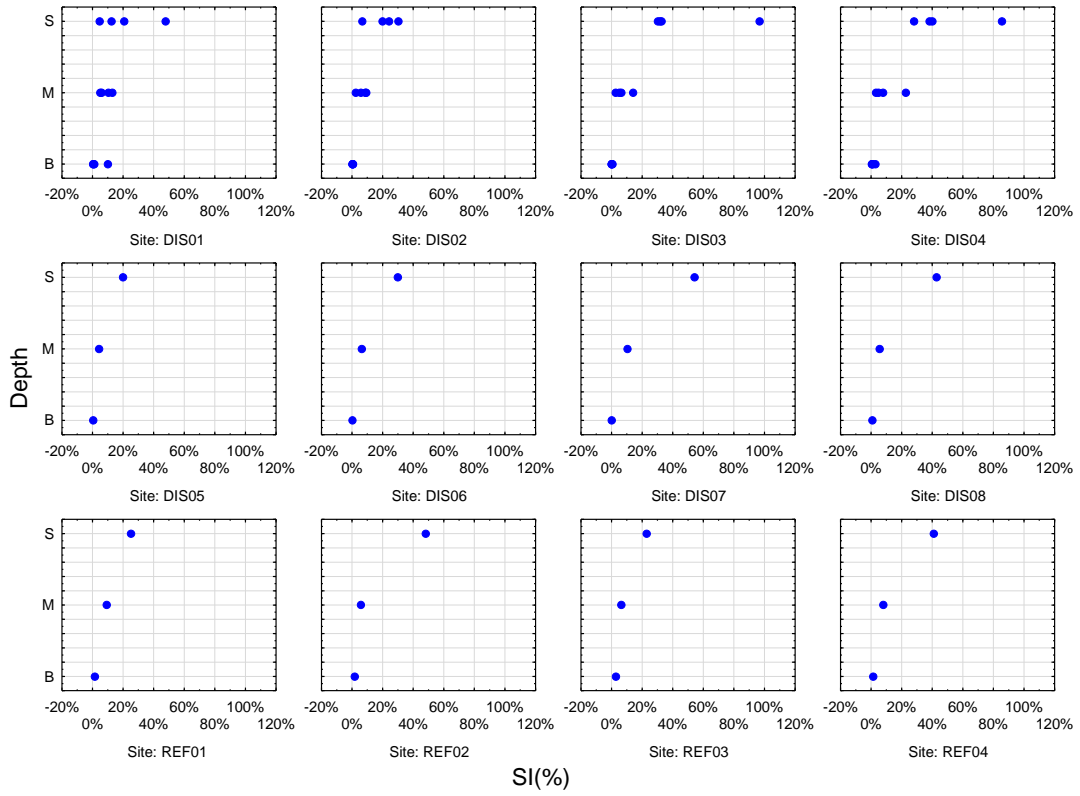 S
M
B
-20% 20% 60% 100% -20% 20% 60% 100% -20% 20% 60% 100% -20% 20% 60% 100%
0% 40% 80% 120% 0% 40% 80% 120% 0% 40% 80% 120% 0% 40% 80% 120%
Site: DIS01 Site: DIS02 Site: DIS03 Site: DIS04
S
M
B
-20% 20% 60% 100% -20% 20% 60% 100% -20% 20% 60% 100% -20% 20% 60% 100%
0% 40% 80% 120% 0% 40% 80% 120% 0% 40% 80% 120% 0% 40% 80% 120%
Site: DIS05 Site: DIS06 Site: DIS07 Site: DIS08
Depth
S
M
B
-20% 20% 60% 100% -20% 20% 60% 100% -20% 20% 60% 100% -20% 20% 60% 100%
0% 40% 80% 120% 0% 40% 80% 120% 0% 40% 80% 120% 0% 40% 80% 120%
Site: REF01 Site: REF02 Site: REF03 Site: REF04
SI(%)